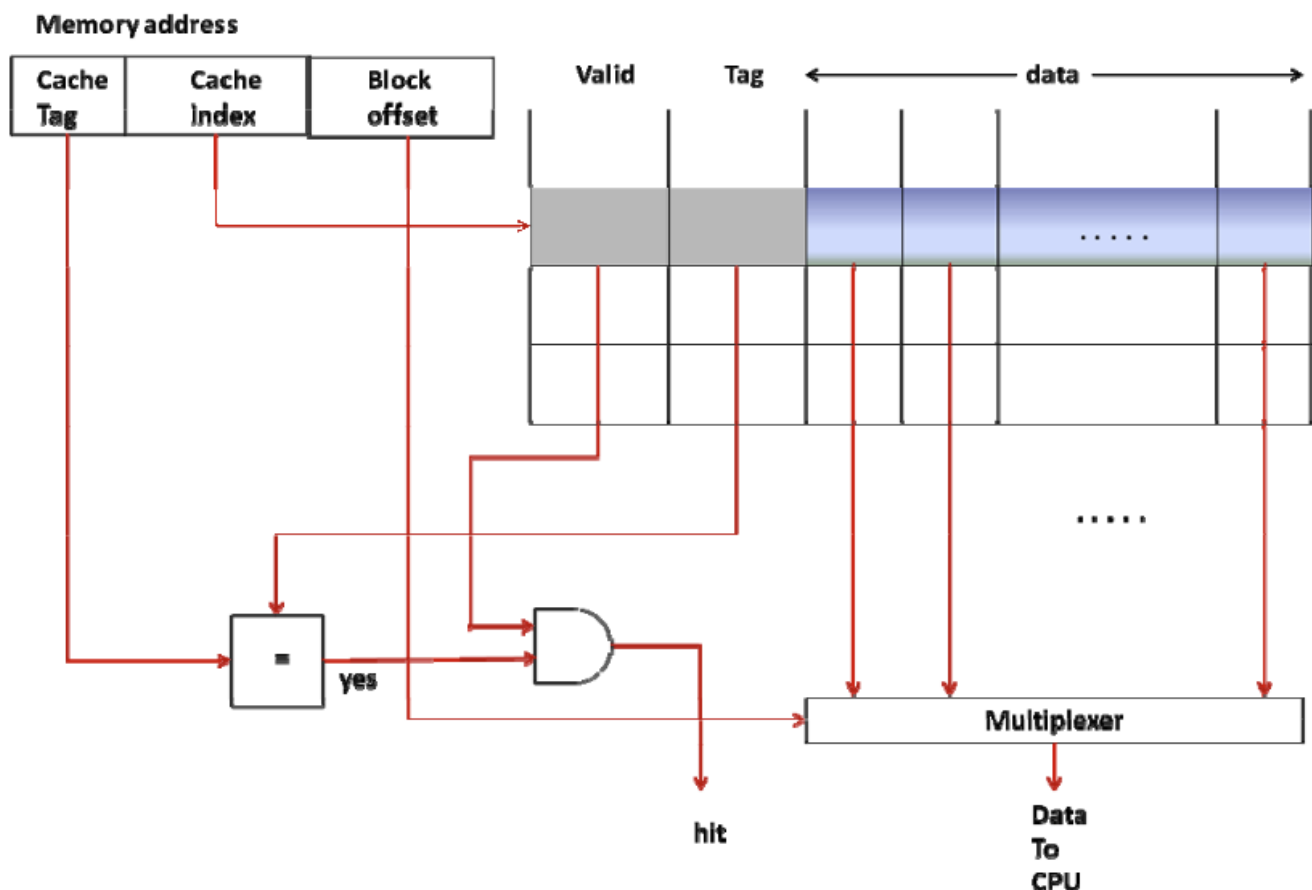 Memory address
Cache Tag
Cache Index
Block offset
Valid
Tag
data
.....
.....
=
yes
Multiplexer
hit
Data
To
CPU